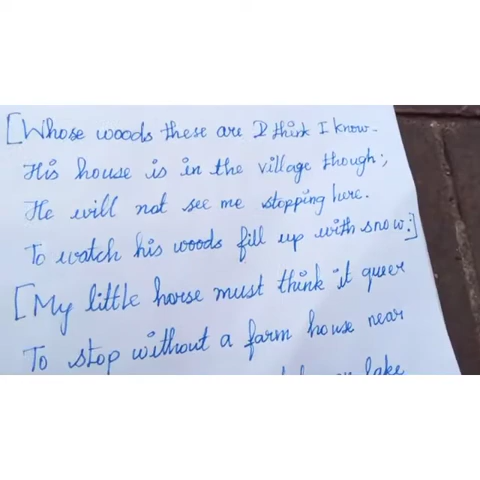 [Whose woods these are I think I know.
His house is in the village though;
He will not see me stopping here.
To watch his woods fill up with snow.]
[My little horse must think it queer
To stop without a farm house near
lake